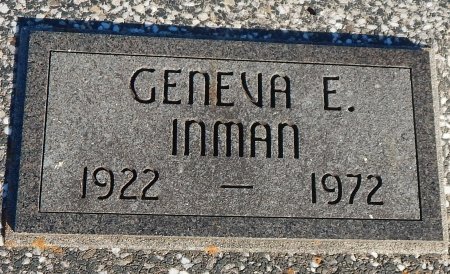 GENEVA E.
INMAN
1922 — 1972